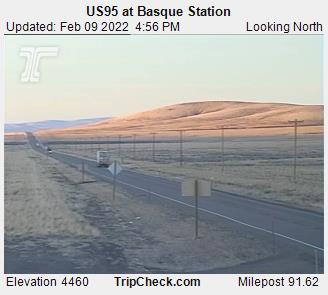 US95 at Basque Station
Updated: Feb 09 2022 4:56 PM Looking North
Elevation 4460 TripCheck.com Milepost 91.62